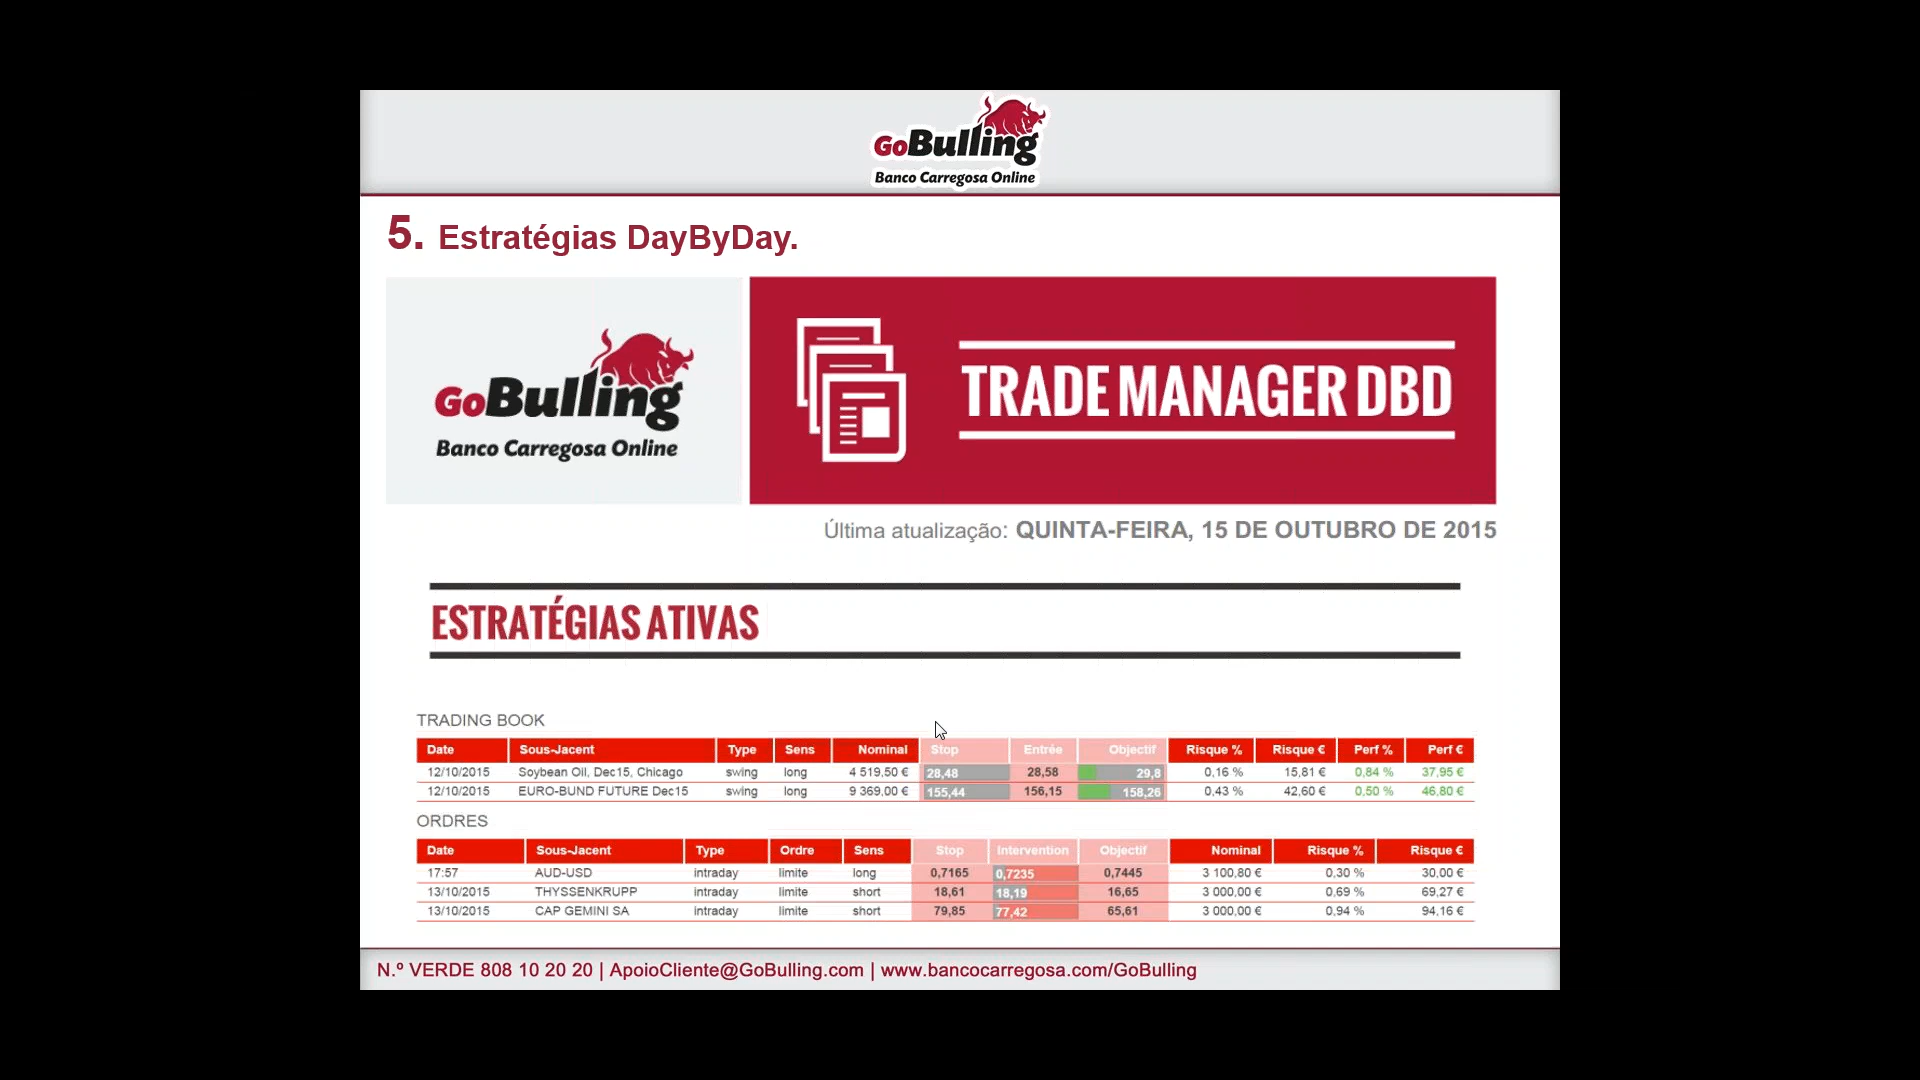 GoBulling
Banco Carregosa Online
5. Estratégias DayByDay.
GoBulling
Banco Carregosa Online
TRADE MANAGER DBD
Última atualização: QUINTA-FEIRA, 15 DE OUTUBRO DE 2015
ESTRATÉGIAS ATIVAS
TRADING BOOK
Date Sous-Jacent Type Sens Nominal Stop Entrée Objectif Risque % Risque € Perf % Perf €
12/10/2015 Soybean Oil, Dec15, Chicago swing long 4 519,50 € 28,48 28,58 29,8 0,16 % 15,81 € 0,84 % 37,95 €
12/10/2015 EURO-BUND FUTURE Dec15 swing long 9 369,00 € 155,44 156,15 158,26 0,43 % 42,60 € 0,50 % 46,80 €
ORDRES
Date Sous-Jacent Type Ordre Sens Stop Intervention Objectif Nominal Risque % Risque €
17:57 AUD-USD intraday limite long 0,7165 0,7235 0,7445 3 100,80 € 0,30 % 30,00 €
13/10/2015 THYSSENKRUPP intraday limite short 18,61 18,19 16,65 3 000,00 € 0,69 % 69,27 €
13/10/2015 CAP GEMINI SA intraday limite short 79,85 77,42 65,61 3 000,00 € 0,94 % 94,16 €
N.º VERDE 808 10 20 20 | ApoioCliente@GoBulling.com | www.bancocarregosa.com/GoBulling